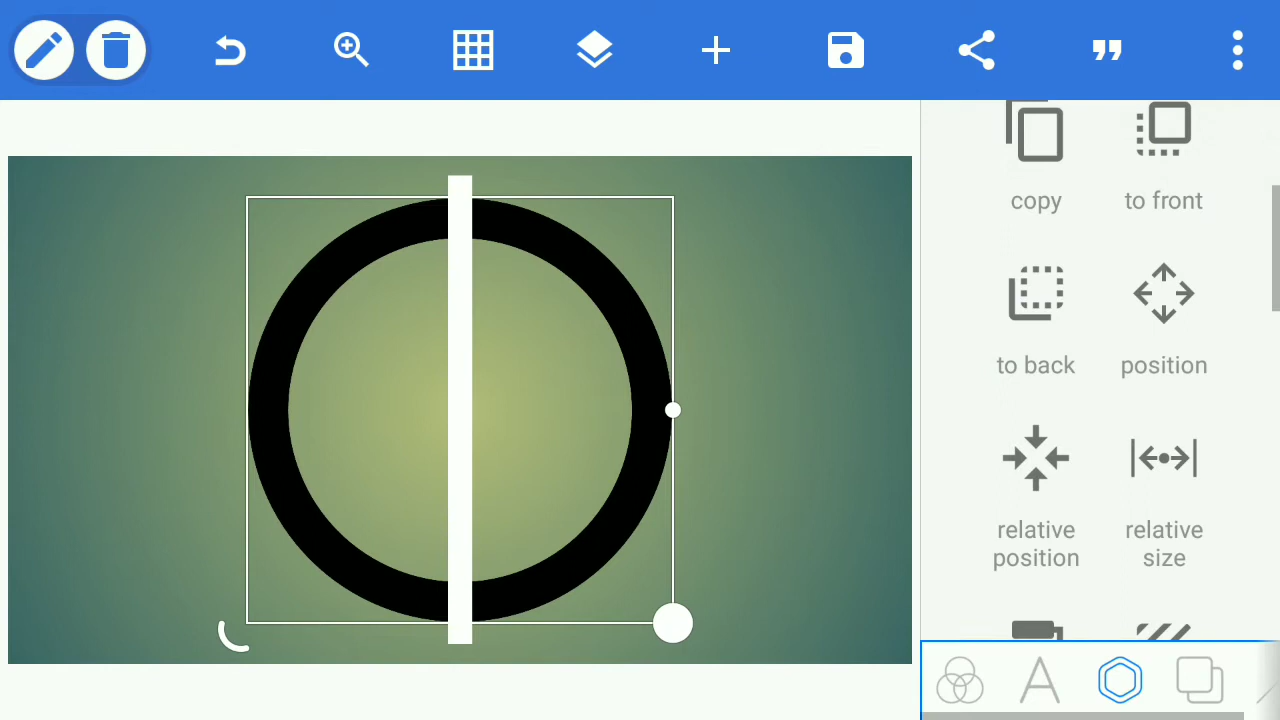 copy
to front
to back
position
relative
position
relative
size